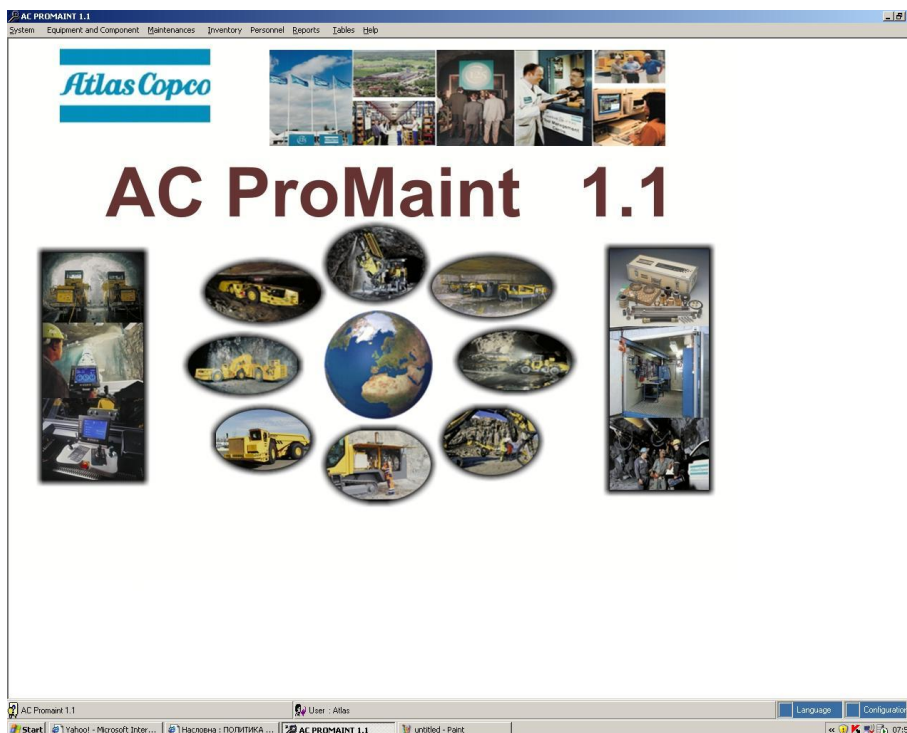 AC PROMAINT 1.1
System Equipment and Component Maintenances Inventory Personnel Reports Tables Help
Atlas Copco
AC ProMaint 1.1
AC Promaint 1.1 User : Atlas Language Configuration
Start Yahoo! - Microsoft Inter... Насловна : ПОЛИТИКА ... AC PROMAINT 1.1 untitled - Paint